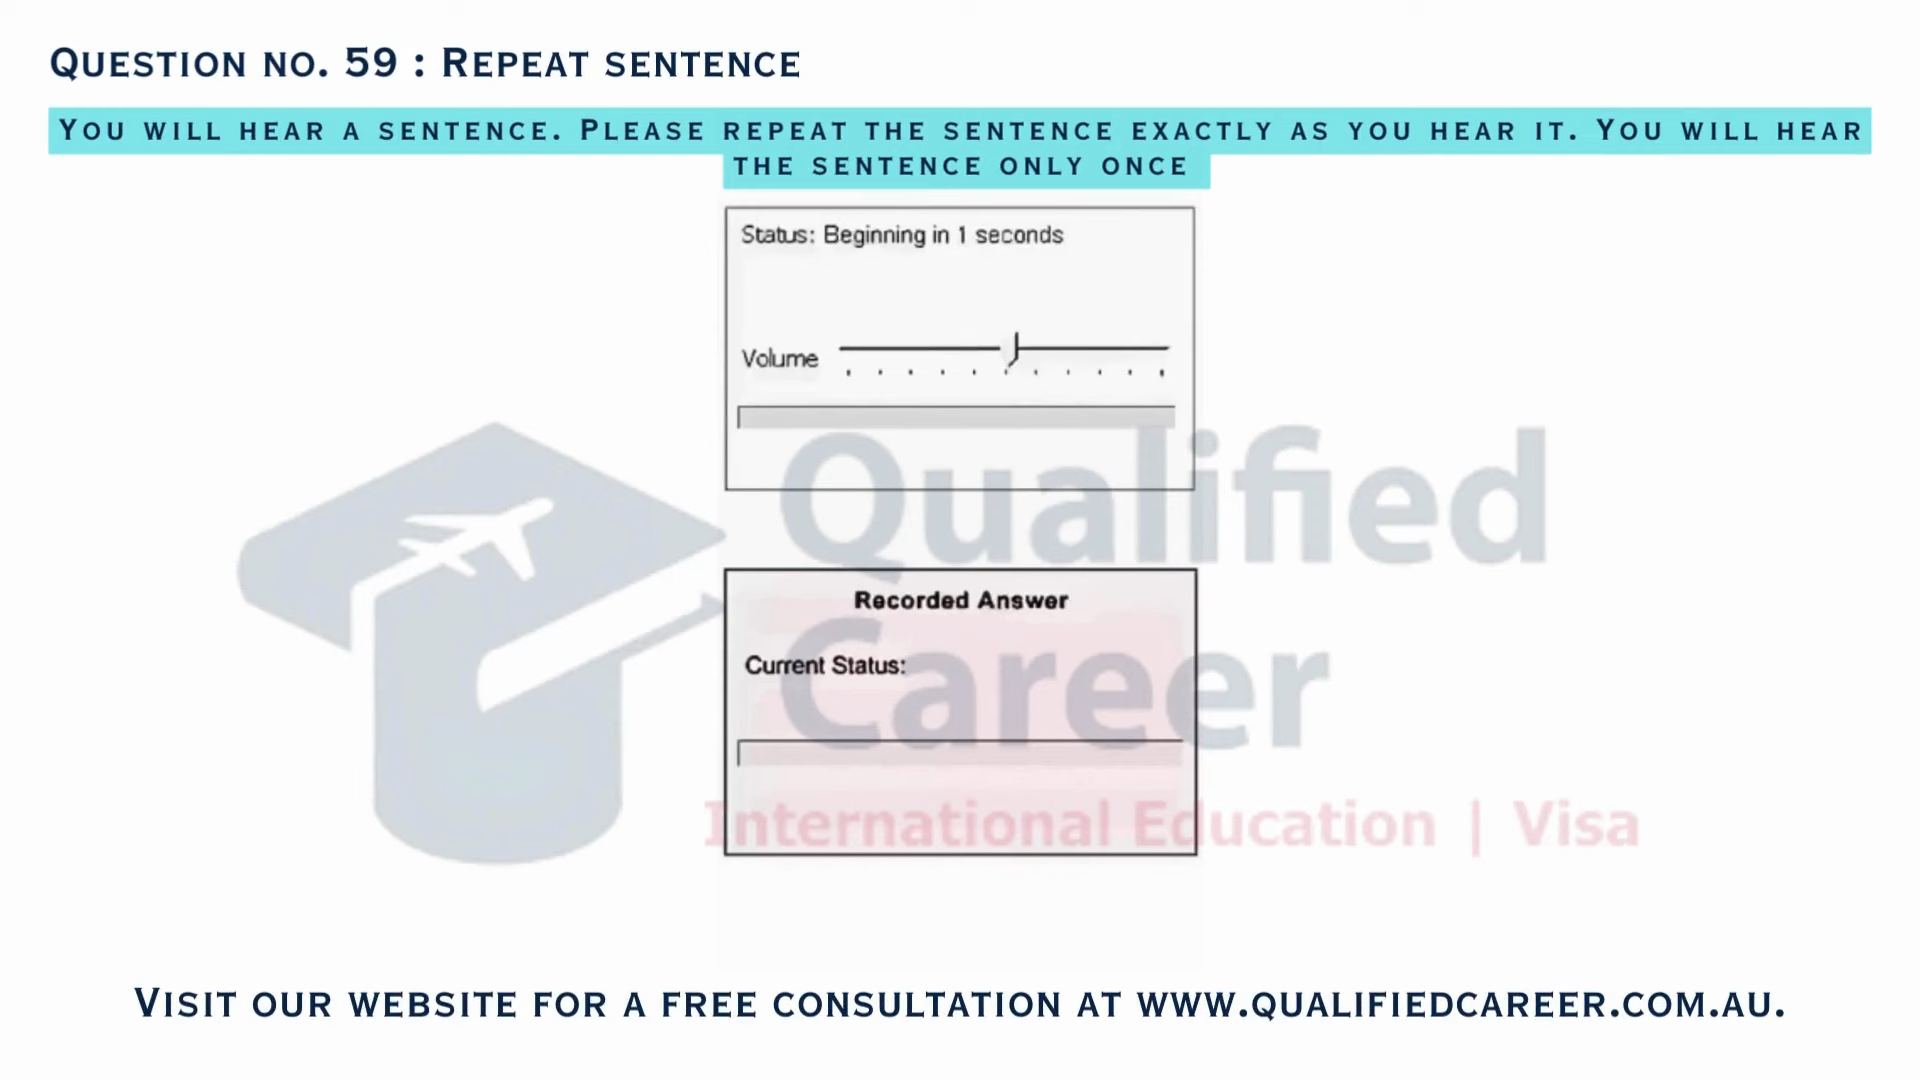 Question no. 59 : Repeat sentence
You will hear a sentence. Please repeat the sentence exactly as you hear it. You will hear
the sentence only once
Status: Beginning in 1 seconds
Volume
Qualified
Recorded Answer
Current Status:
Career
International Education | Visa
Visit our website for a free consultation at www.qualifiedcareer.com.au.